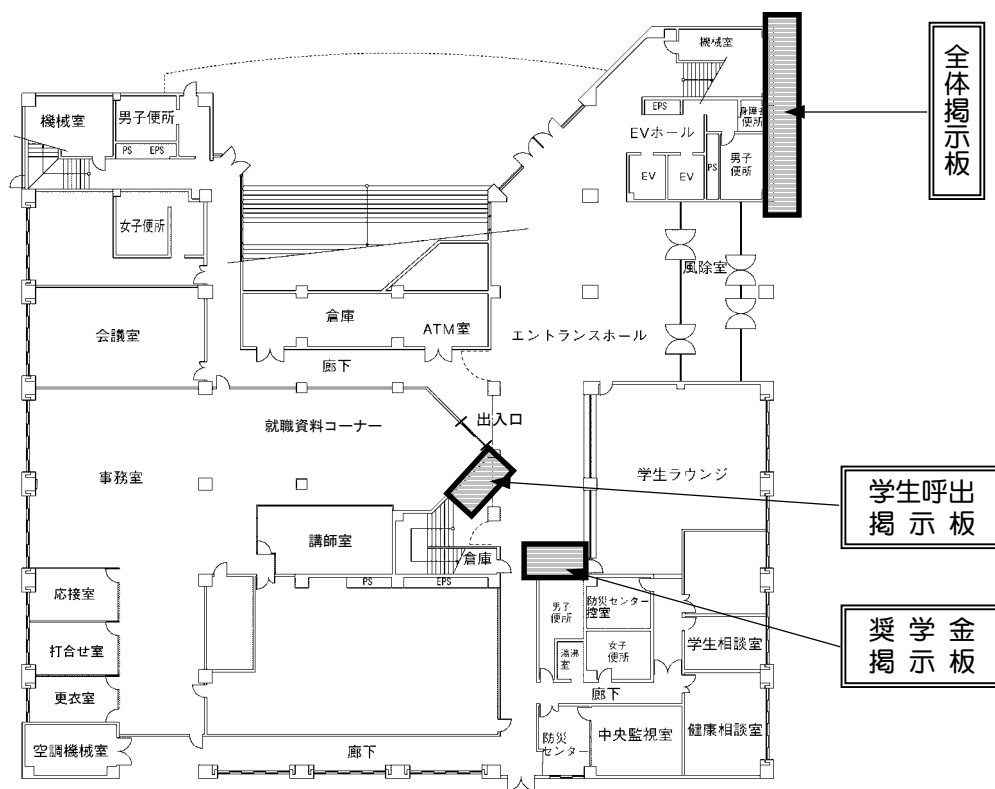 機械室
全体掲示板
機械室
男子便所
EPS
身障者
便所
PS
EPS
EVホール
EV
EV
PS
男子
便所
女子便所
風除室
倉庫
ATM室
エントランスホール
会議室
廊下
就職資料コーナー
出入口
事務室
学生ラウンジ
学生呼出
掲示板
講師室
倉庫
PS
EPS
応接室
男子
便所
防災センター
控室
奨学金
掲示板
打合せ室
湯沸
室
女子
便所
学生相談室
更衣室
廊下
空調機械室
廊下
防災
センター
中央監視室
健康相談室